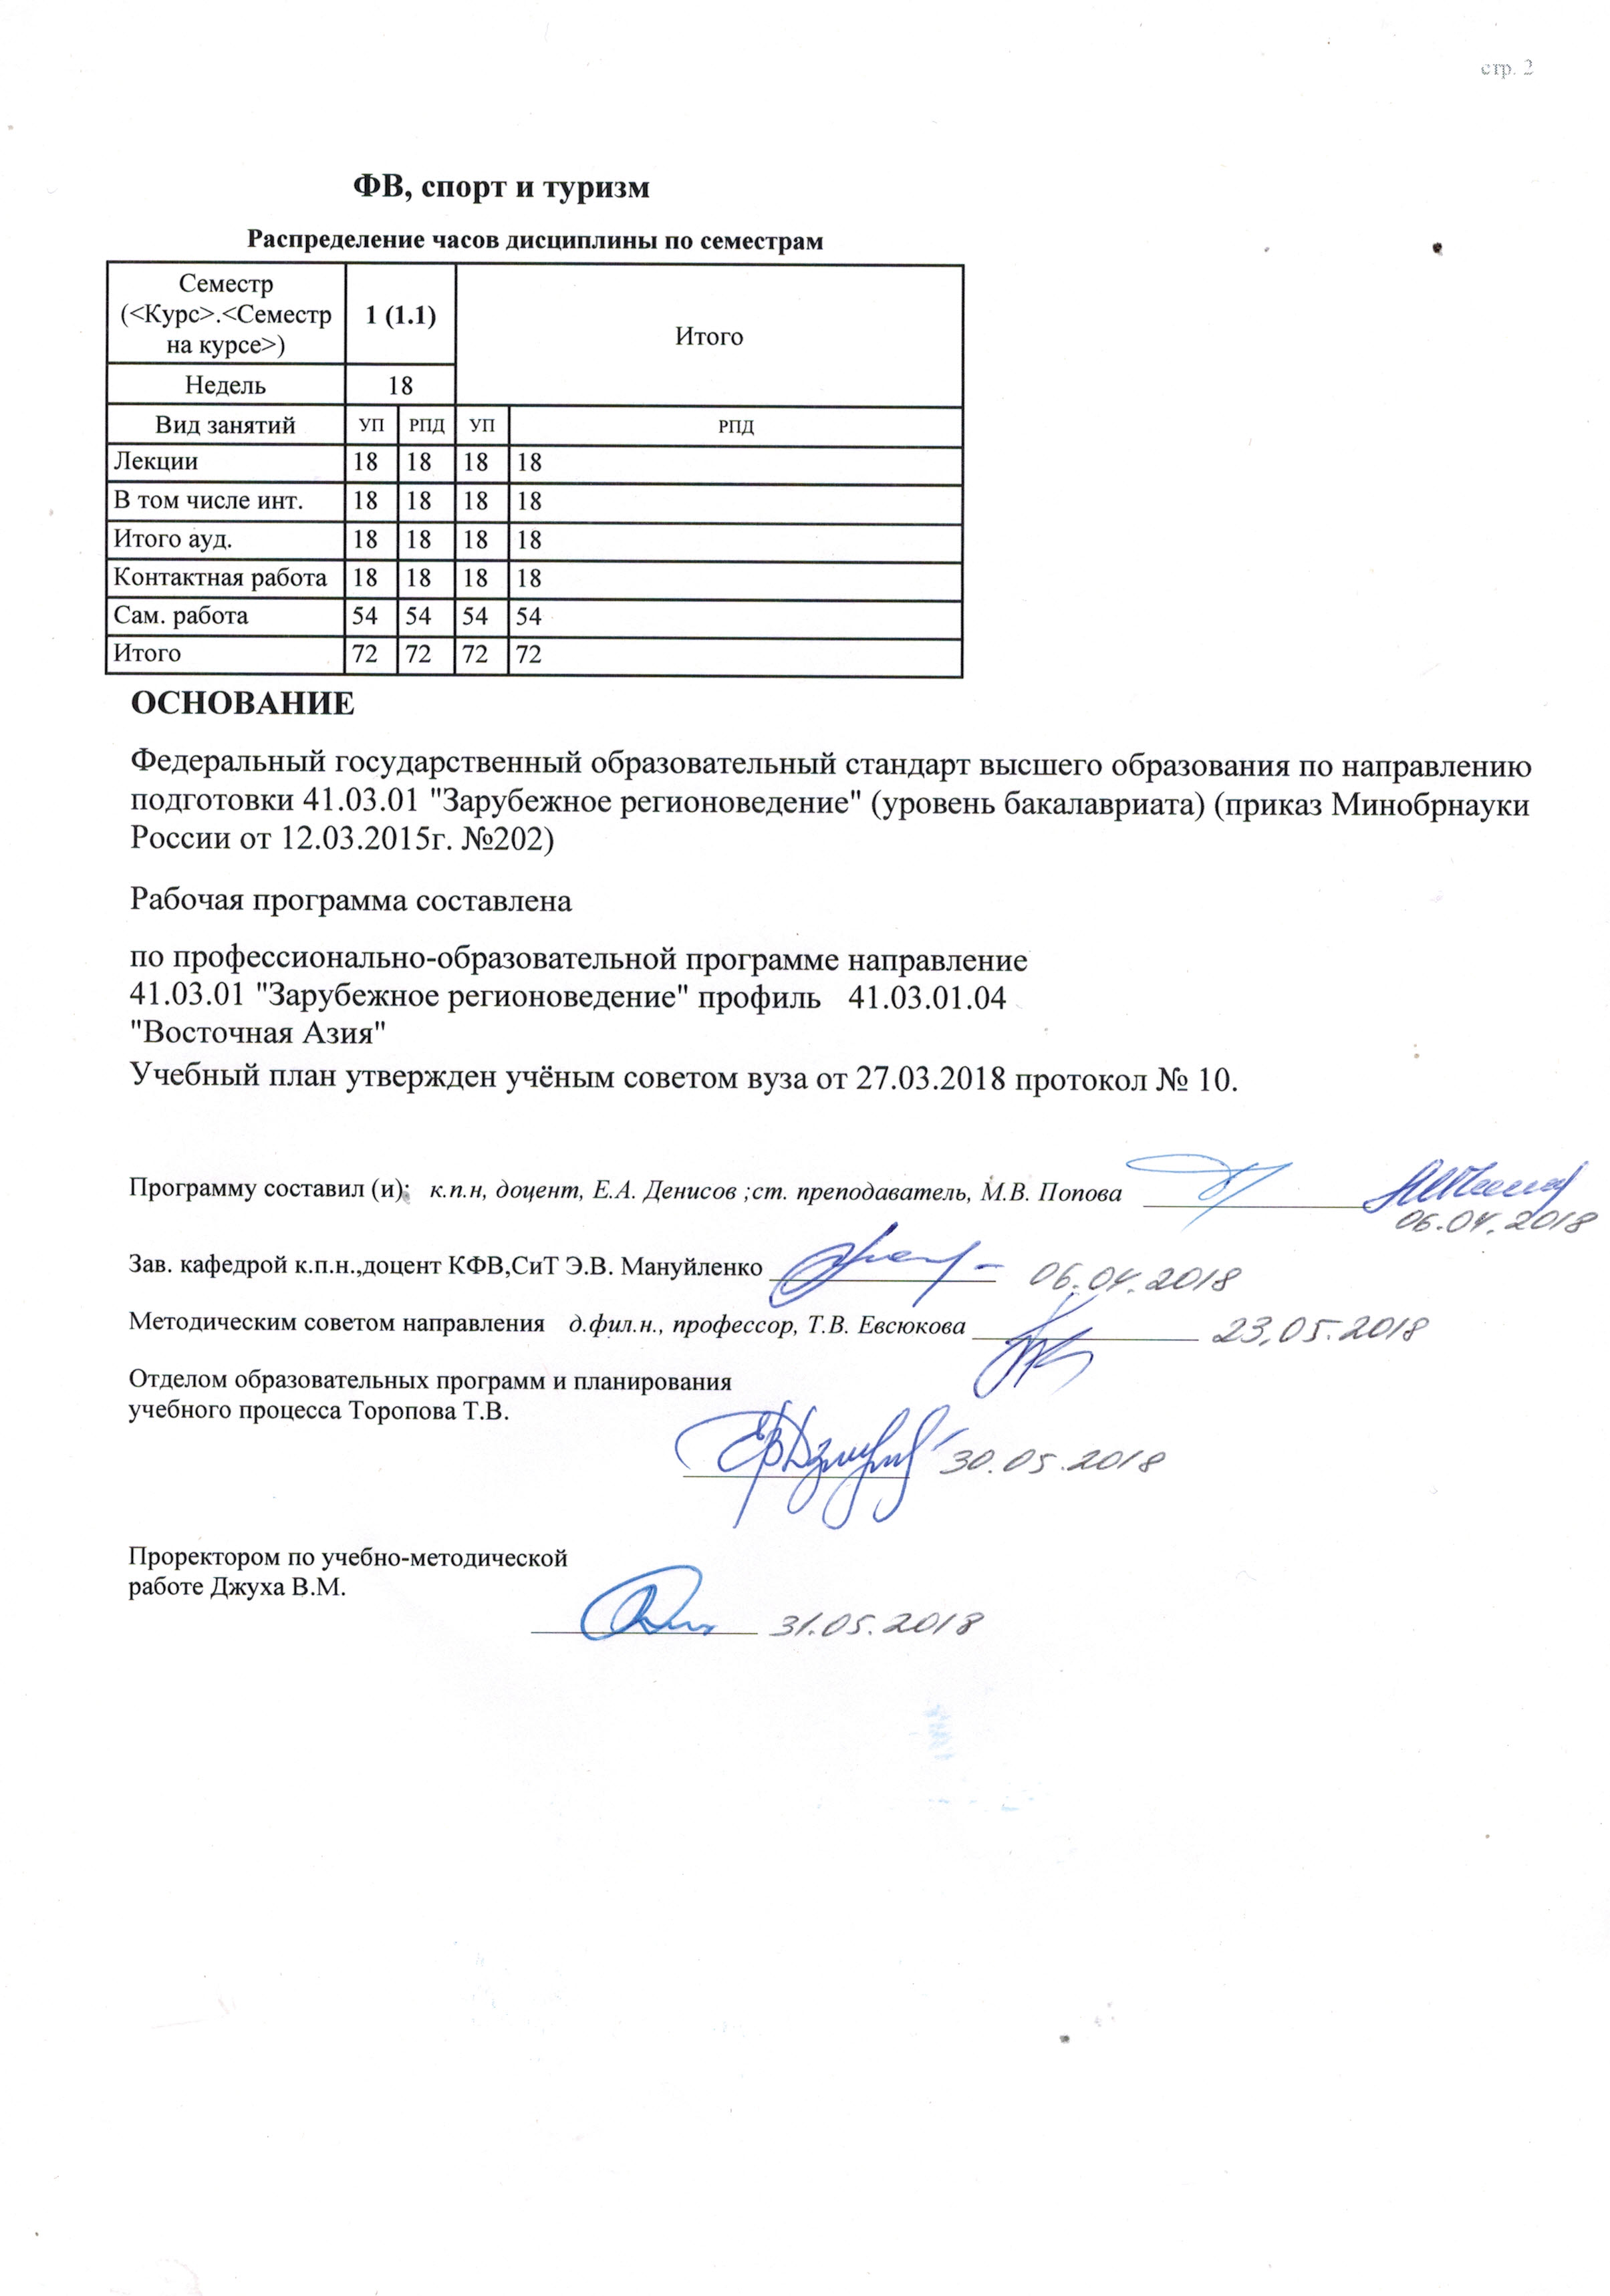 стр. 2
ФВ, спорт и туризм
Распределение часов дисциплины по семестрам
Семестр
(<Курс>.<Семестр
на курсе>)
1 (1.1)
Итого
Недель 18
Вид занятий УП РПД УП РПД
Лекции 18 18 18 18
В том числе инт. 18 18 18 18
Итого ауд. 18 18 18 18
Контактная работа 18 18 18 18
Сам. работа 54 54 54 54
Итого 72 72 72 72
ОСНОВАНИЕ
Федеральный государственный образовательный стандарт высшего образования по направлению
подготовки 41.03.01 "Зарубежное регионоведение" (уровень бакалавриата) (приказ Минобрнауки
России от 12.03.2015г. №202)
Рабочая программа составлена
по профессионально-образовательной программе направление
41.03.01 "Зарубежное регионоведение" профиль 41.03.01.04
"Восточная Азия"
Учебный план утвержден учёным советом вуза от 27.03.2018 протокол № 10.
Программу составил (и): к.п.н, доцент, Е.А. Денисов ;ст. преподаватель, М.В. Попова
06.04.2018
Зав. кафедрой к.п.н.,доцент КФВ,СиТ Э.В. Мануйленко 06.04.2018
Методическим советом направления д.фил.н., профессор, Т.В. Евсюкова 23,05.2018
Отделом образовательных программ и планирования
учебного процесса Торопова Т.В.
30.05.2018
Проректором по учебно-методической
работе Джуха В.М.
31.05.2018